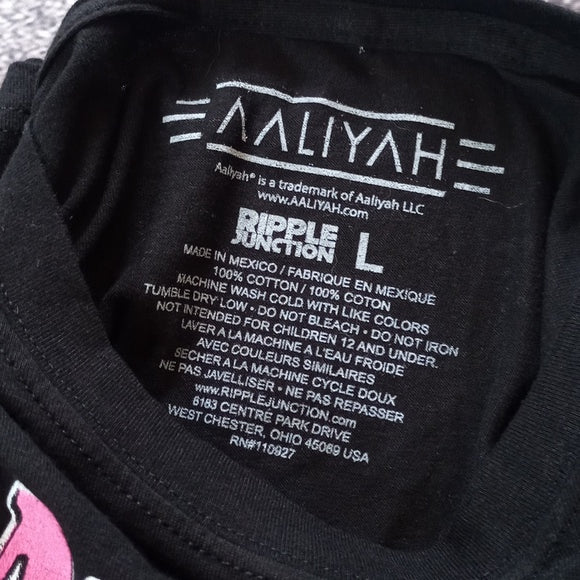 AALIYAH
Aaliyah® is a trademark of Aaliyah LLC
www.AALIYAH.com
RIPPLE JUNCTION L
MADE IN MEXICO / FABRIQUE EN MEXIQUE
100% COTTON / 100% COTON
MACHINE WASH COLD WITH LIKE COLORS
TUMBLE DRY LOW • DO NOT BLEACH • DO NOT IRON
NOT INTENDED FOR CHILDREN 12 AND UNDER.
LAVER A LA MACHINE A L'EAU FROIDE
AVEC COULEURS SIMILAIRES
SECHER A LA MACHINE CYCLE DOUX
NE PAS JAVELLISER • NE PAS REPASSER
www.RIPPLEJUNCTION.com
6183 CENTRE PARK DRIVE
WEST CHESTER, OHIO 45069 USA
RN#110927